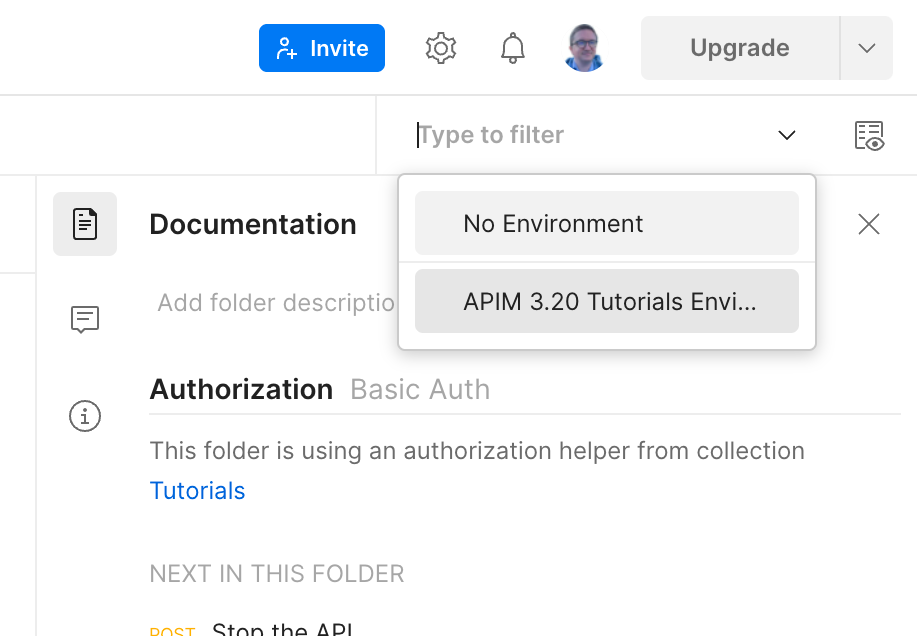 Invite
Upgrade
Type to filter
No Environment
APIM 3.20 Tutorials Envi...
Documentation
Add folder descriptio
Authorization Basic Auth
This folder is using an authorization helper from collection
Tutorials
NEXT IN THIS FOLDER
POST Stop the API